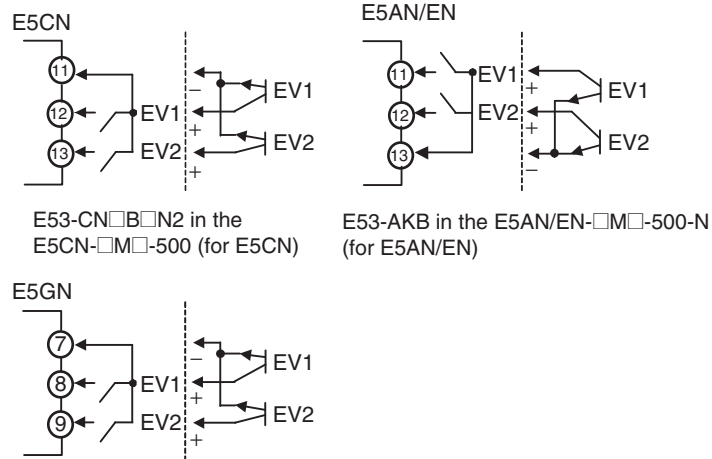 E5CN
11
12
13
EV1
EV2
−
+
+
EV1
EV2
E53-CN□B□N2 in the
E5CN-□M□-500 (for E5CN)
E5AN/EN
11
12
13
EV1
EV2
+
+
−
EV1
EV2
E53-AKB in the E5AN/EN-□M□-500-N
(for E5AN/EN)
E5GN
7
8
9
EV1
EV2
−
+
+
EV1
EV2